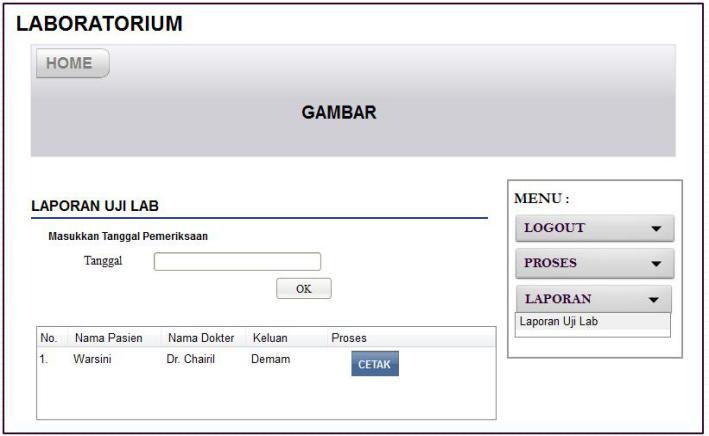 LABORATORIUM
HOME
GAMBAR
LAPORAN UJI LAB
Masukkan Tanggal Pemeriksaan
Tanggal
OK
No. Nama Pasien Nama Dokter Keluan Proses
1. Warsini Dr. Chairil Demam CETAK
MENU :
LOGOUT
PROSES
LAPORAN
Laporan Uji Lab